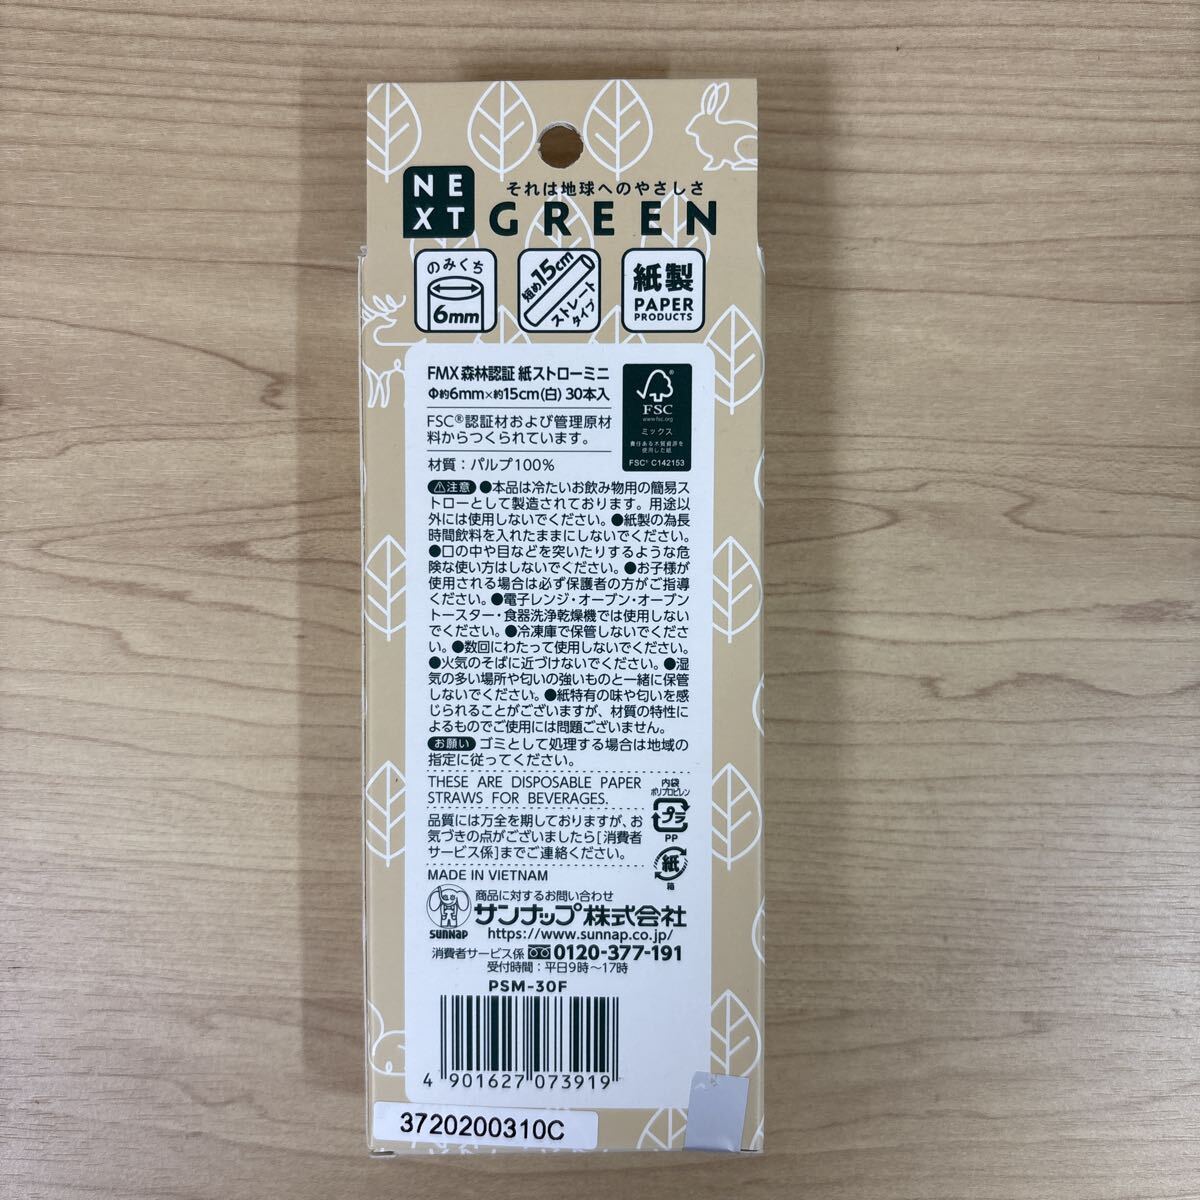 NE
XT
それは地球へのやさしさ
GREEN
のみくち
6mm
短め15cm
ストレート
タイプ
紙製
PAPER
PRODUCTS
FMX 森林認証 紙ストローミニ
Φ約6mm×約15cm(白) 30本入
FSC®認証材および管理原材
料からつくられています。
材質：パルプ100%
FSC
www.fsc.org
ミックス
責任ある木質資源を
使用した紙
FSC® C142153
⚠注意 ●本品は冷たいお飲み物用の簡易ス
トローとして製造されております。用途以
外には使用しないでください。●紙製の為長
時間飲料を入れたままにしないでください。
●口の中や目などを突いたりするような危
険な使い方はしないでください。●お子様が
使用される場合は必ず保護者の方がご指導
ください。●電子レンジ・オーブン・オーブン
トースター・食器洗浄乾燥機では使用しない
でください。●冷凍庫で保管しないでくださ
い。●数回にわたって使用しないでください。
●火気のそばに近づけないでください。●湿
気の多い場所や匂いの強いものと一緒に保管
しないでください。●紙特有の味や匂いを感
じられることがございますが、材質の特性に
よるものでご使用には問題ございません。
お願い ゴミとして処理する場合は地域の
指定に従ってください。
THESE ARE DISPOSABLE PAPER
STRAWS FOR BEVERAGES.
内袋
ポリプロピレン
プラ
PP
紙
箱
品質には万全を期しておりますが、お
気づきの点がございましたら[消費者
サービス係]までご連絡ください。
MADE IN VIETNAM
SUNNAP
商品に対するお問い合わせ
サンナップ株式会社
https://www.sunnap.co.jp/
消費者サービス係 0120-377-191
受付時間：平日9時～17時
PSM-30F
4 901627 073919
3720200310C